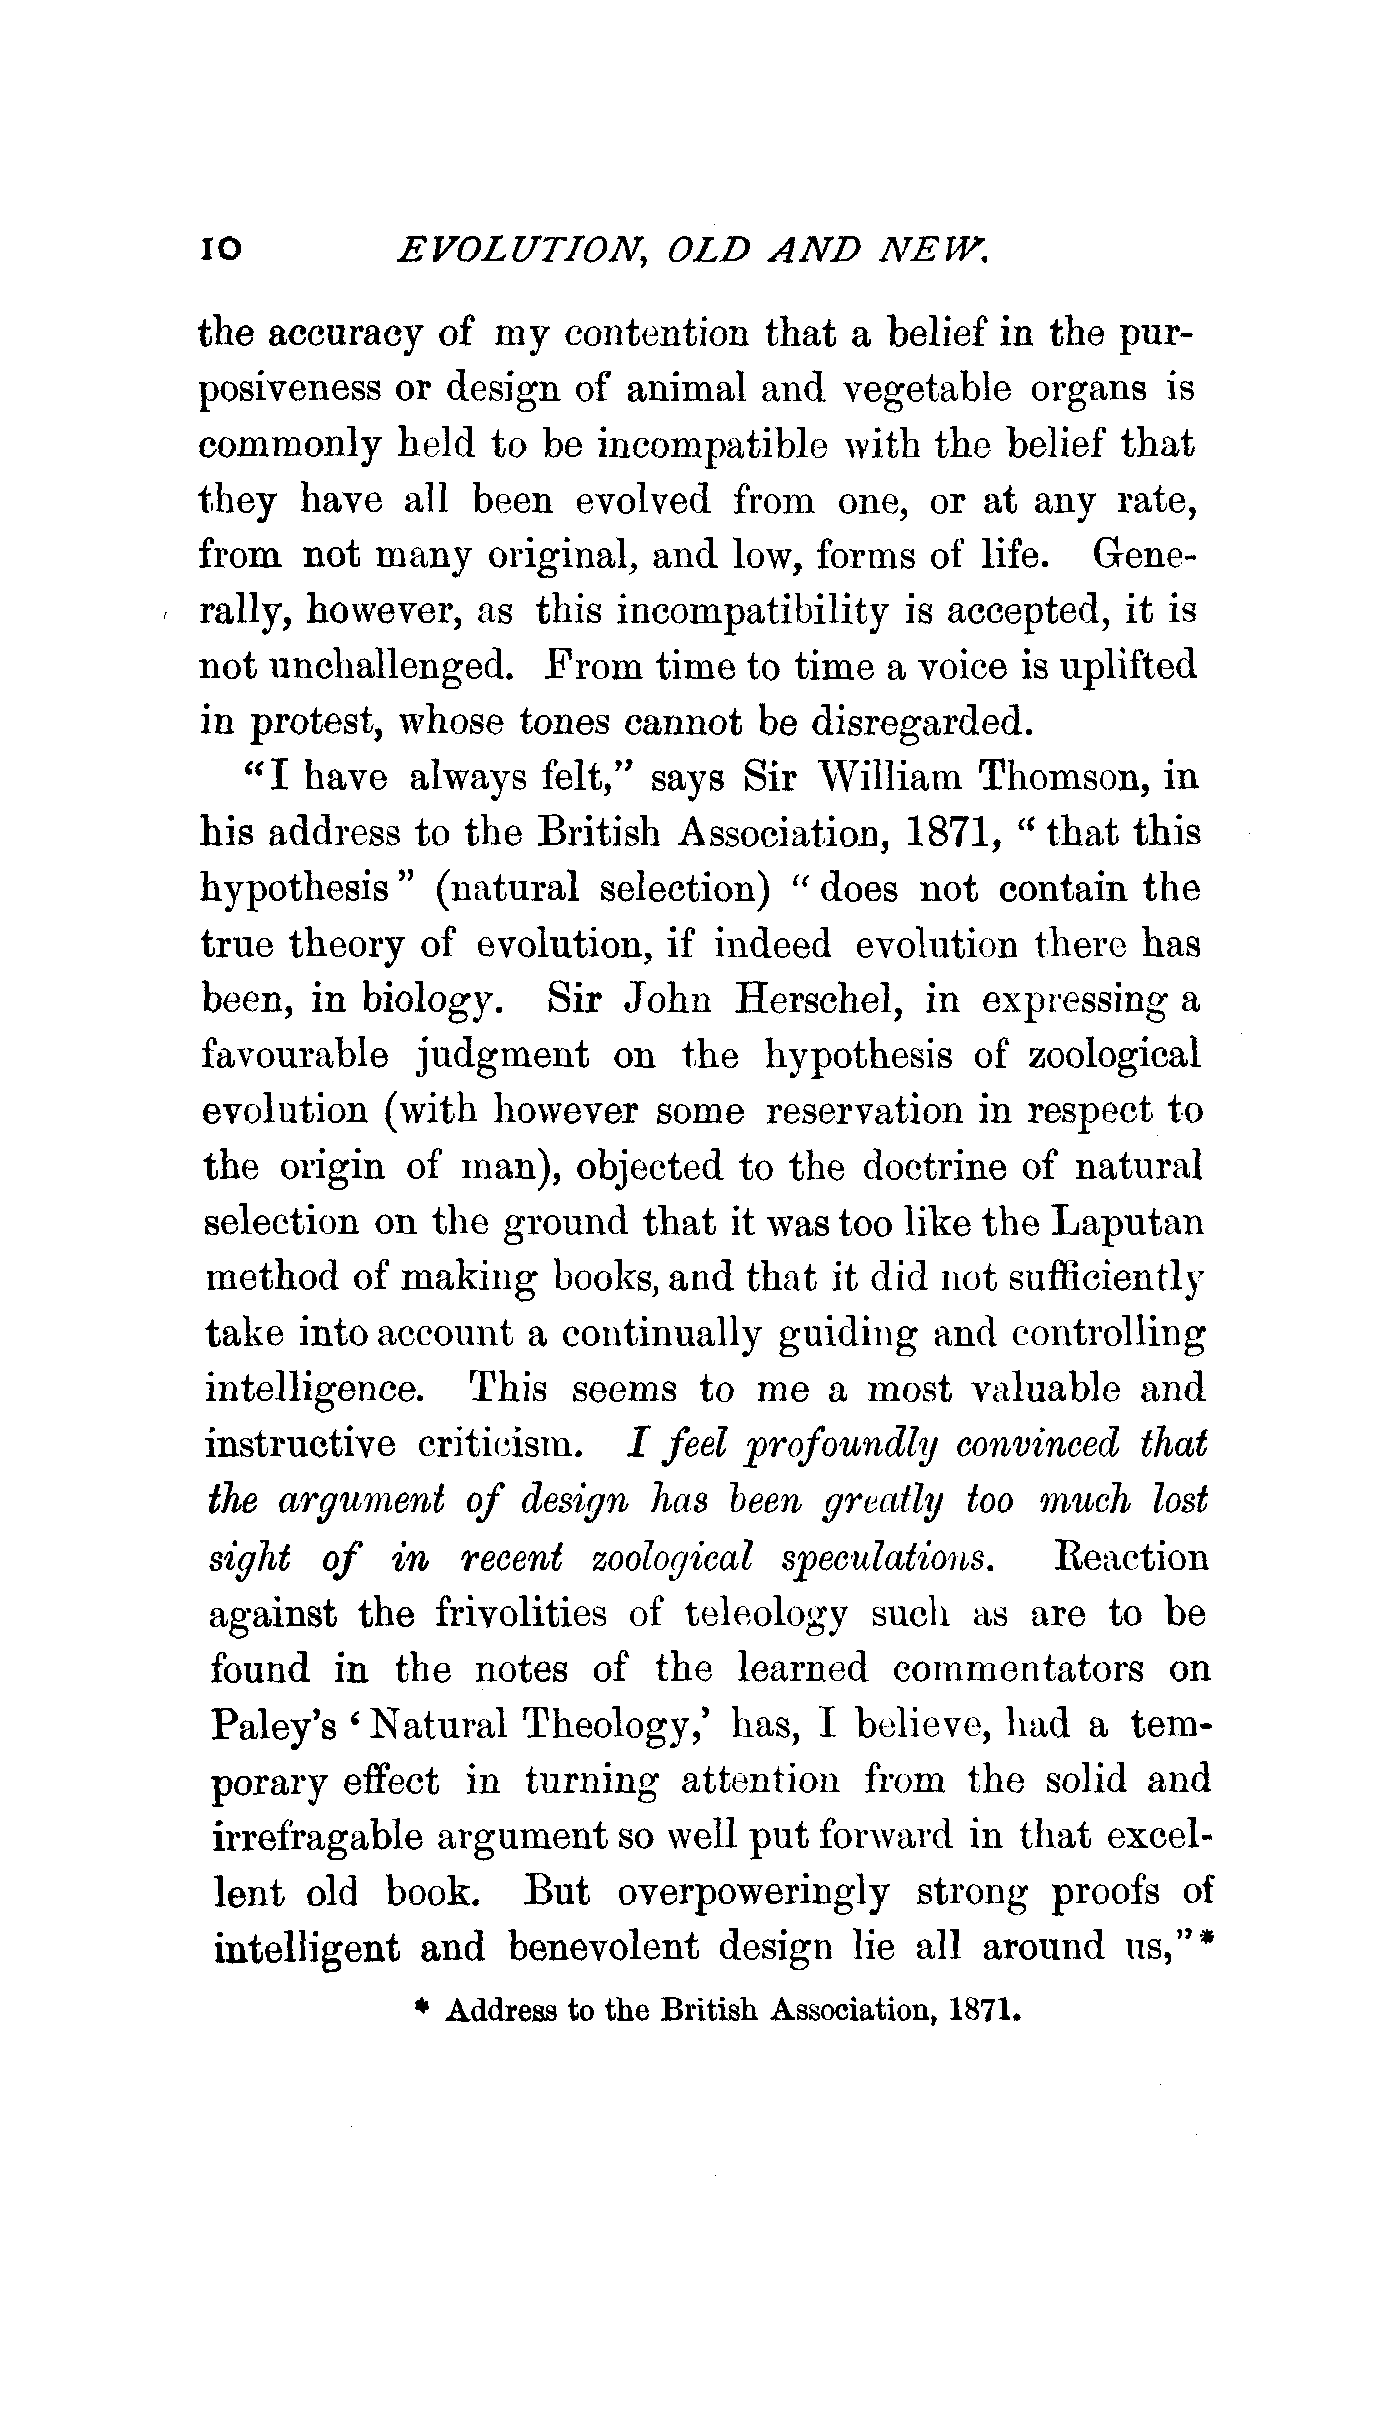 10 EVOLUTION, OLD AND NEW.
the accuracy of my contention that a belief in the pur-
posiveness or design of animal and vegetable organs is
commonly held to be incompatible with the belief that
they have all been evolved from one, or at any rate,
from not many original, and low, forms of life. Gene-
rally, however, as this incompatibility is accepted, it is
not unchallenged. From time to time a voice is uplifted
in protest, whose tones cannot be disregarded.
"I have always felt," says Sir William Thomson, in
his address to the British Association, 1871, "that this
hypothesis" (natural selection) "does not contain the
true theory of evolution, if indeed evolution there has
been, in biology. Sir John Herschel, in expressing a
favourable judgment on the hypothesis of zoological
evolution (with however some reservation in respect to
the origin of man), objected to the doctrine of natural
selection on the ground that it was too like the Laputan
method of making books, and that it did not sufficiently
take into account a continually guiding and controlling
intelligence. This seems to me a most valuable and
instructive criticism. I feel profoundly convinced that
the argument of design has been greatly too much lost
sight of in recent zoological speculations. Reaction
against the frivolities of teleology such as are to be
found in the notes of the learned commentators on
Paley's 'Natural Theology,' has, I believe, had a tem-
porary effect in turning attention from the solid and
irrefragable argument so well put forward in that excel-
lent old book. But overpoweringly strong proofs of
intelligent and benevolent design lie all around us,"*
* Address to the British Association, 1871.